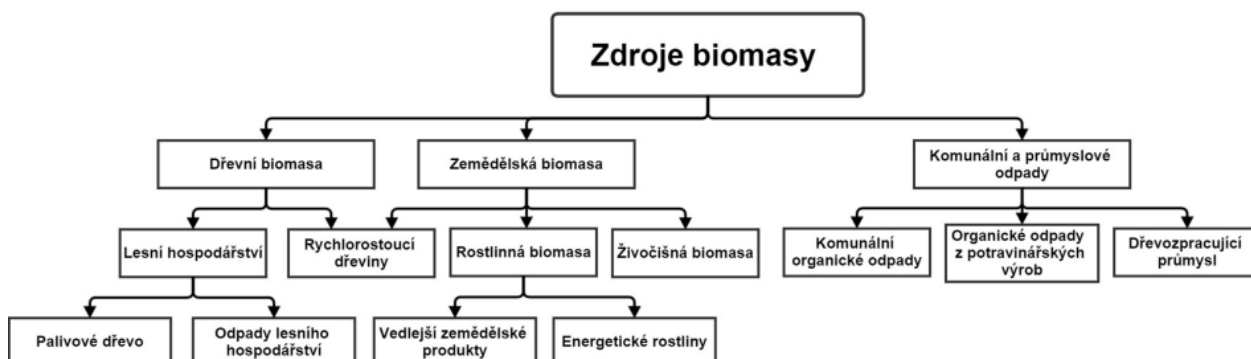 Zdroje biomasy
Dřevní biomasa
Zemědělská biomasa
Komunální a průmyslové
odpady
Lesní hospodářství
Rychlorostoucí
dřeviny
Rostlinná biomasa
Živočišná biomasa
Komunální
organické odpady
Organické odpady
z potravinářských
výrob
Dřevozpracující
průmysl
Palivové dřevo
Odpady lesního
hospodářství
Vedlejší zemědělské
produkty
Energetické rostliny